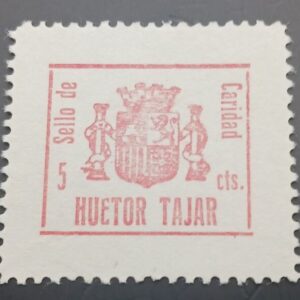 Sello de
Caridad
5 cts.
HUETOR TAJAR